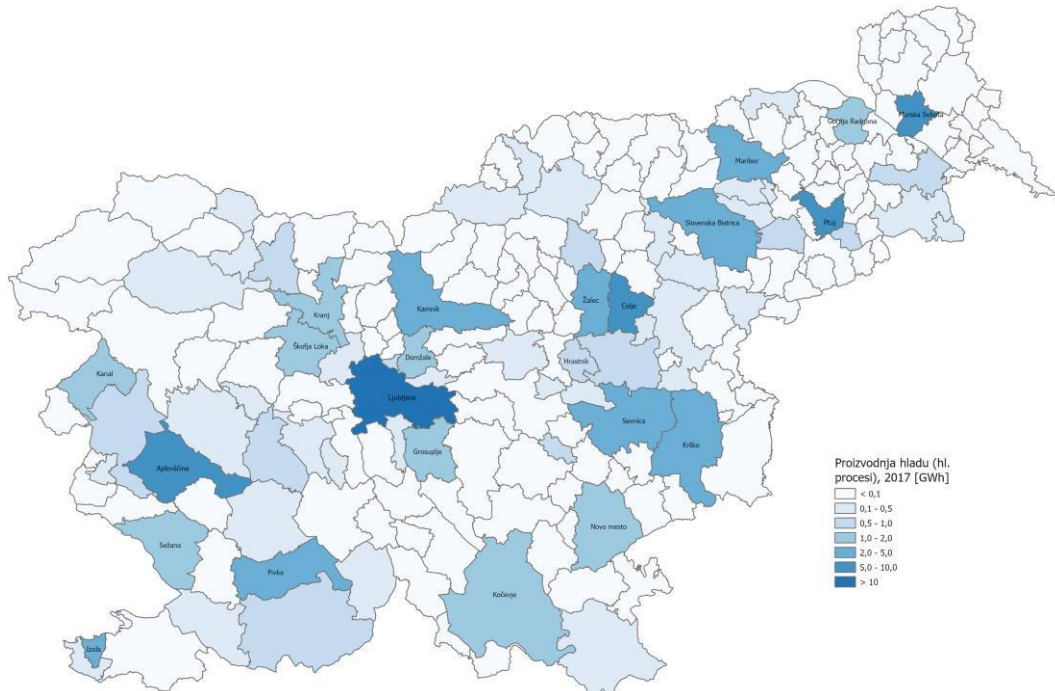 Murska Sobota
Gornja Radgona
Maribor
Ptuj
Slovenska Bistrica
Žalec
Celje
Kamnik
Kranj
Škofja Loka
Domžale
Hrastnik
Kanal
Ljubljana
Sevnica
Krško
Grosuplje
Ajdovščina
Novo mesto
Sežana
Pivka
Kočevje
Izola
Proizvodnja hladu (hl.
procesi), 2017 [GWh]
< 0,1
0,1 - 0,5
0,5 - 1,0
1,0 - 2,0
2,0 - 5,0
5,0 - 10,0
> 10